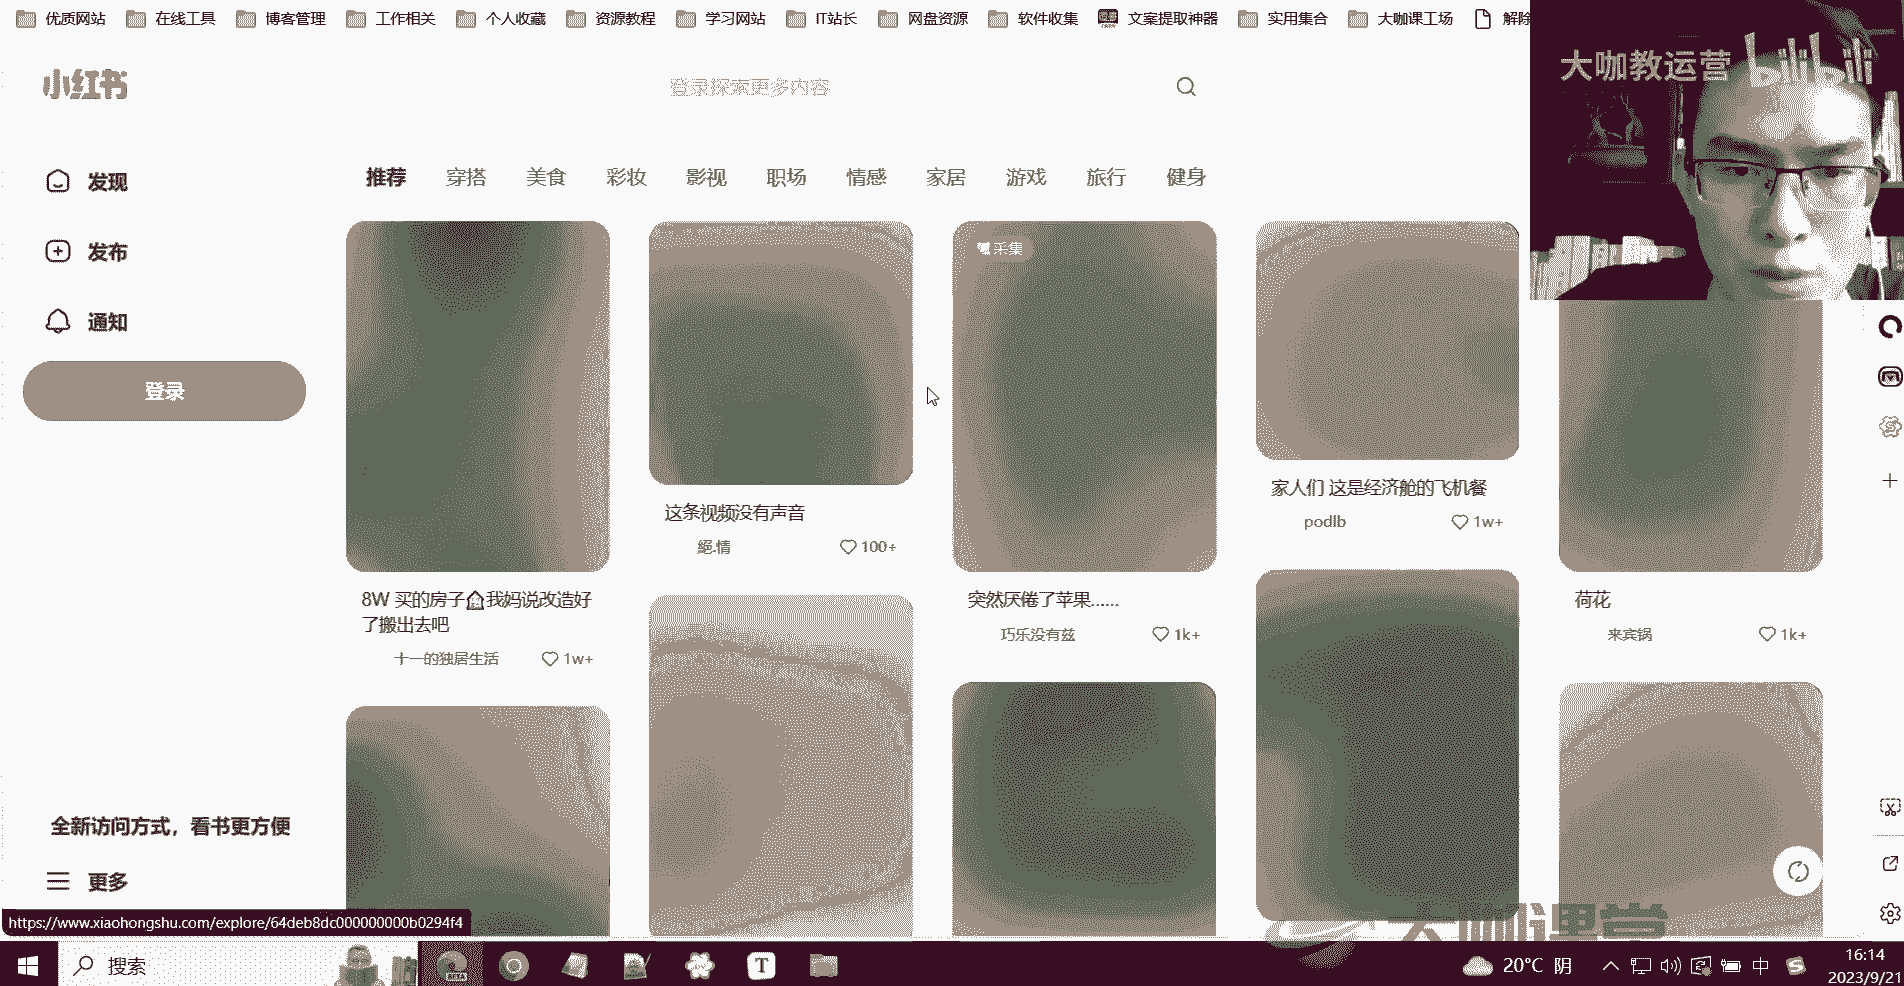 优质网站 在线工具 博客管理 工作相关 个人收藏 资源教程 学习网站 IT站长 网盘资源 软件收集 文案提取神器 实用集合 大咖课工场 解除
大咖教运营 bilibili
小红书
登录探索更多内容
发现
发布
通知
登录
推荐 穿搭 美食 彩妆 影视 职场 情感 家居 游戏 旅行 健身
采集
8W 买的房子🏠我妈说改造好
了搬出去吧
十一的独居生活 1w+
这条视频没有声音
絕.情 100+
突然厌倦了苹果......
巧乐没有兹 1k+
家人们 这是经济舱的飞机餐
podlb 1w+
荷花
来宾锅 1k+
全新访问方式，看书更方便
更多
https://www.xiaohongshu.com/explore/64deb8dc000000000b0294f4
大咖课堂
搜索
BETA
T
20°C 阴
中
16:14
2023/9/21